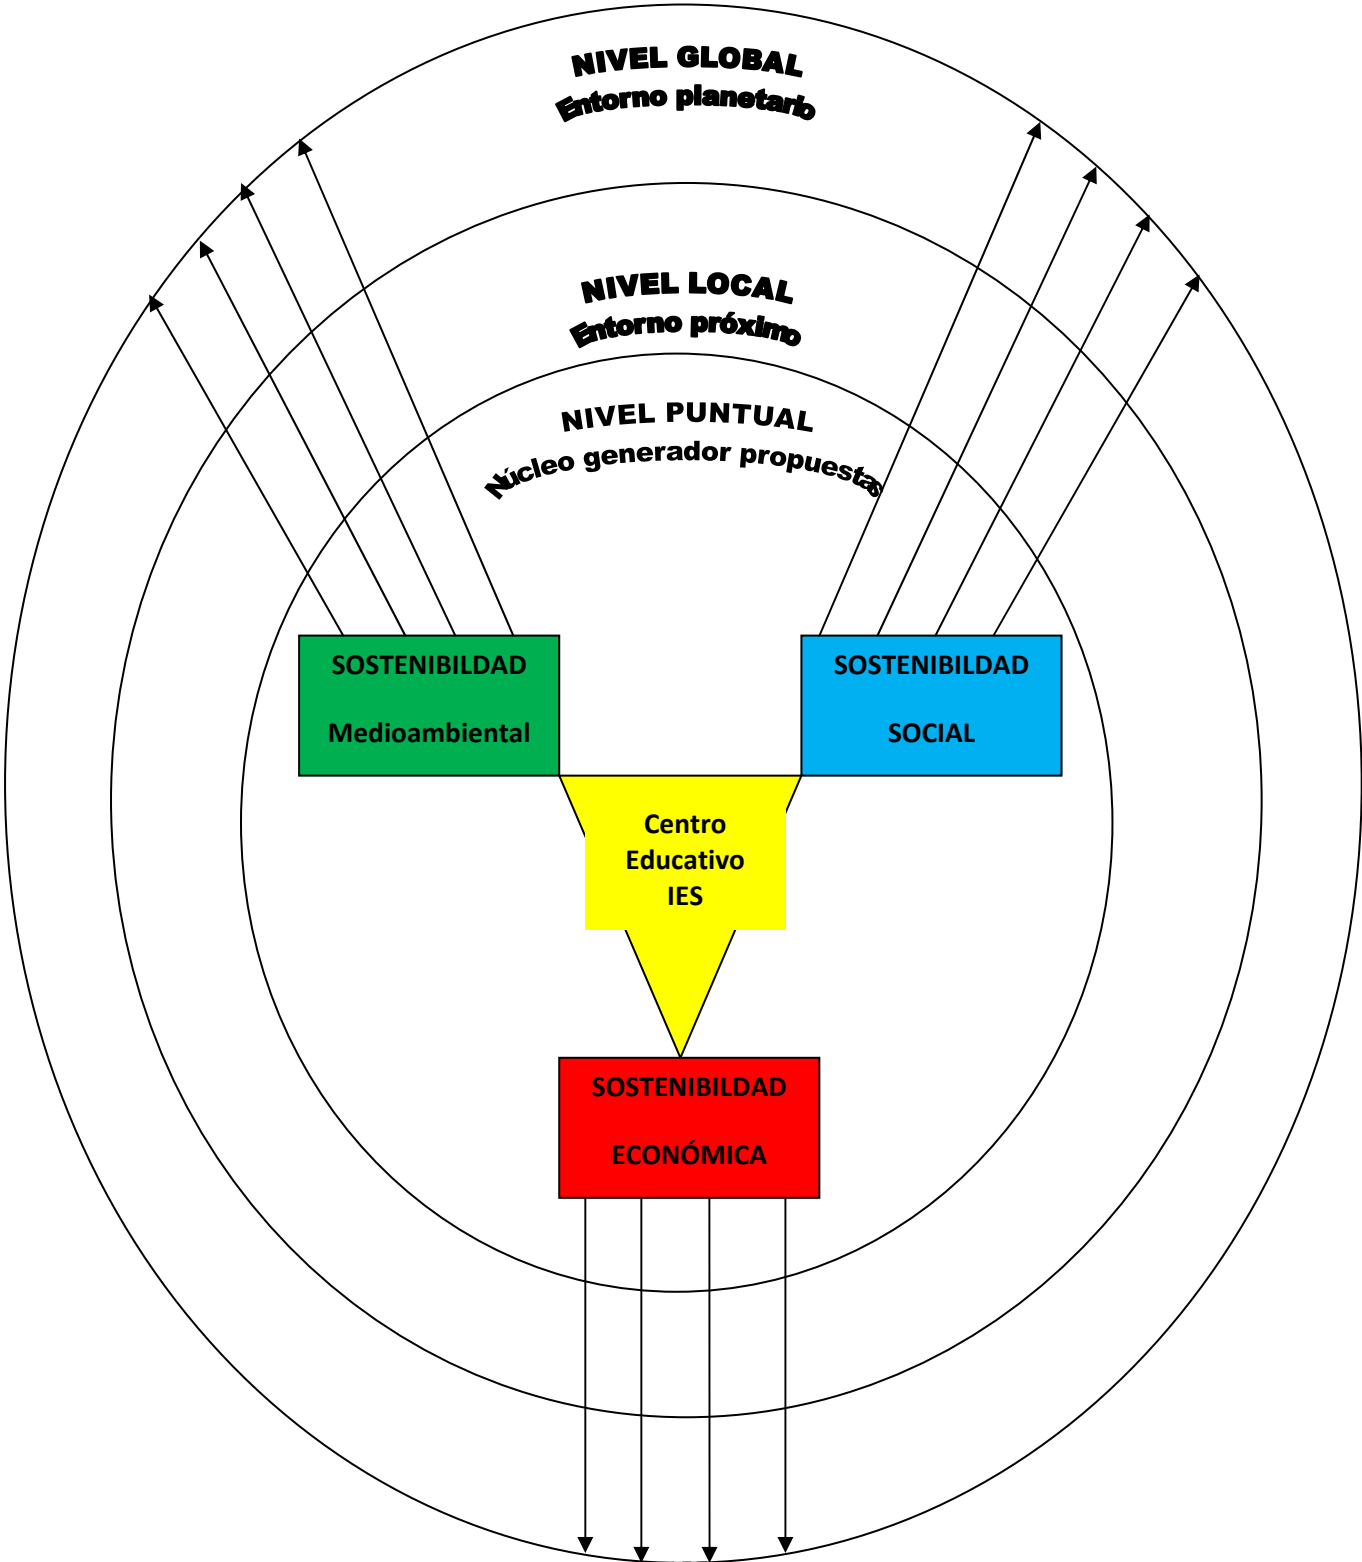 NIVEL GLOBAL
Entorno planetario
NIVEL LOCAL
Entorno próximo
NIVEL PUNTUAL
Núcleo generador propuestas
SOSTENIBILDAD
Medioambiental
SOSTENIBILDAD
SOCIAL
Centro
Educativo
IES
SOSTENIBILDAD
ECONÓMICA